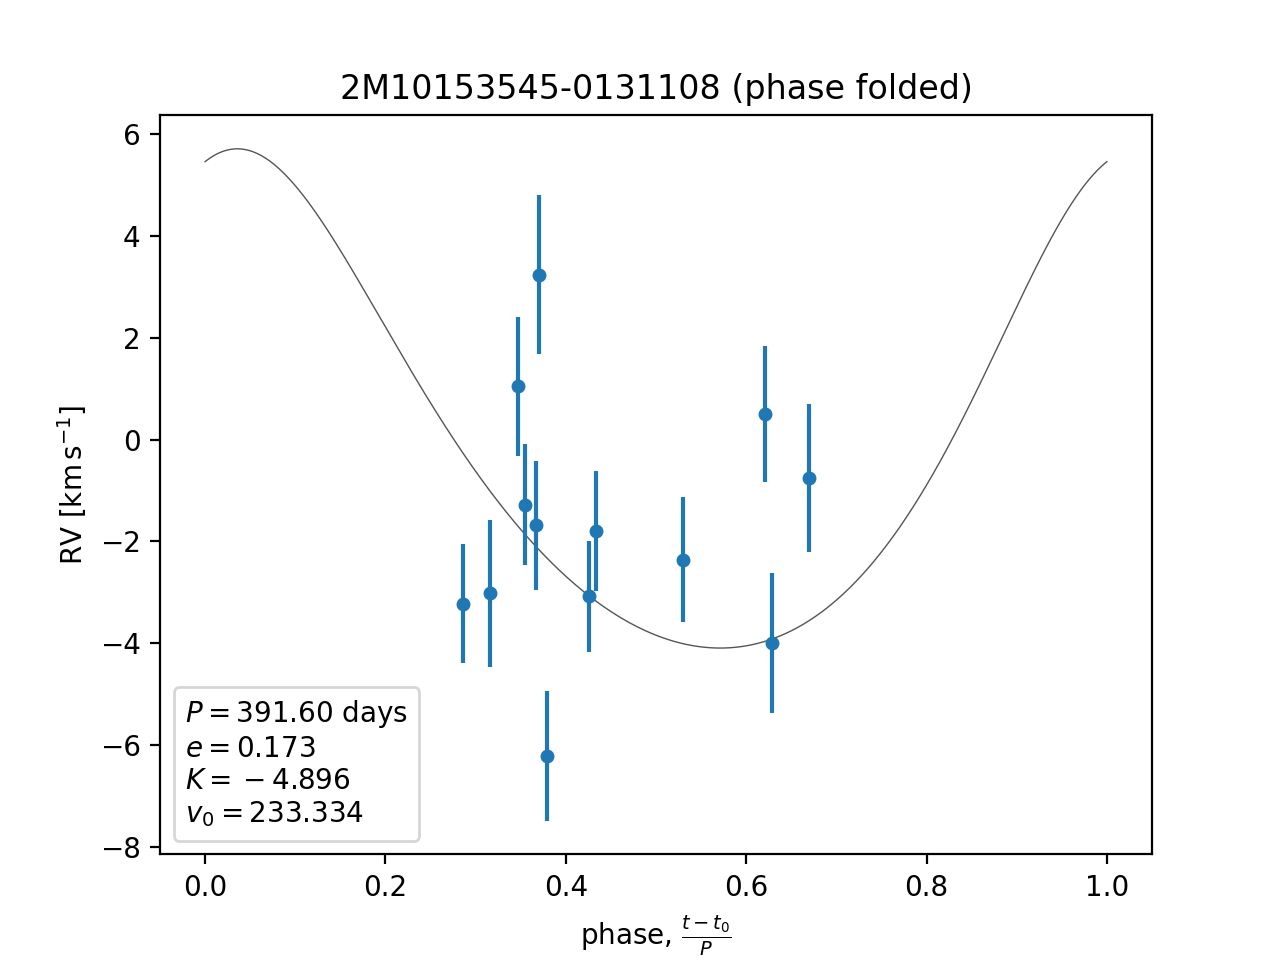 2M10153545-0131108 (phase folded)
6
4
2
0
−2
−4
−6
−8
RV [km s⁻¹]
P = 391.60 days
e = 0.173
K = −4.896
v₀ = 233.334
0.0 0.2 0.4 0.6 0.8 1.0
phase, (t − t₀)/P